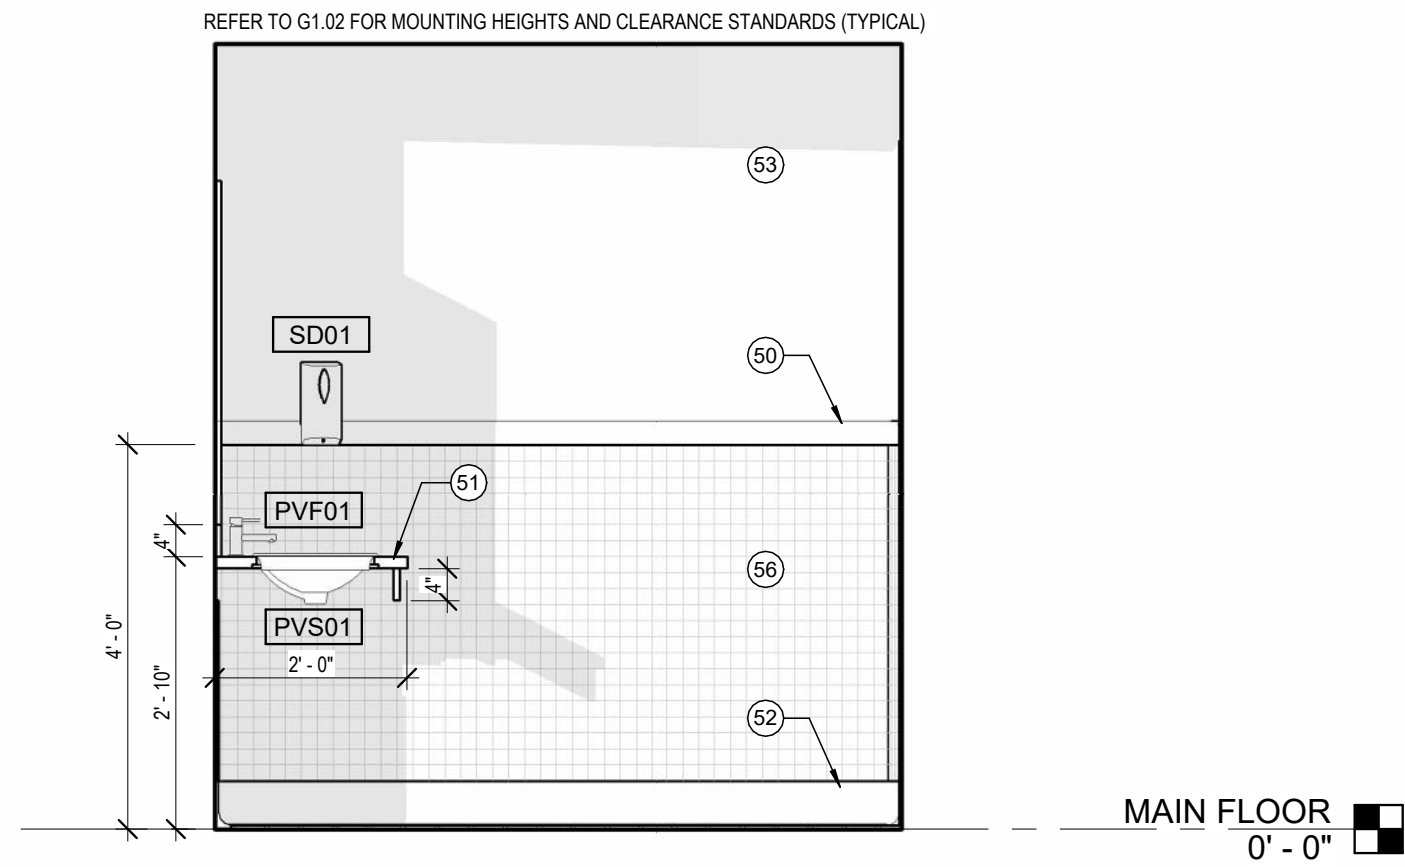 REFER TO G1.02 FOR MOUNTING HEIGHTS AND CLEARANCE STANDARDS (TYPICAL)
53
SD01
50
51
PVF01
4"
56
4"
PVS01
4' - 0"
2' - 0"
2' - 10"
52
MAIN FLOOR
0' - 0"